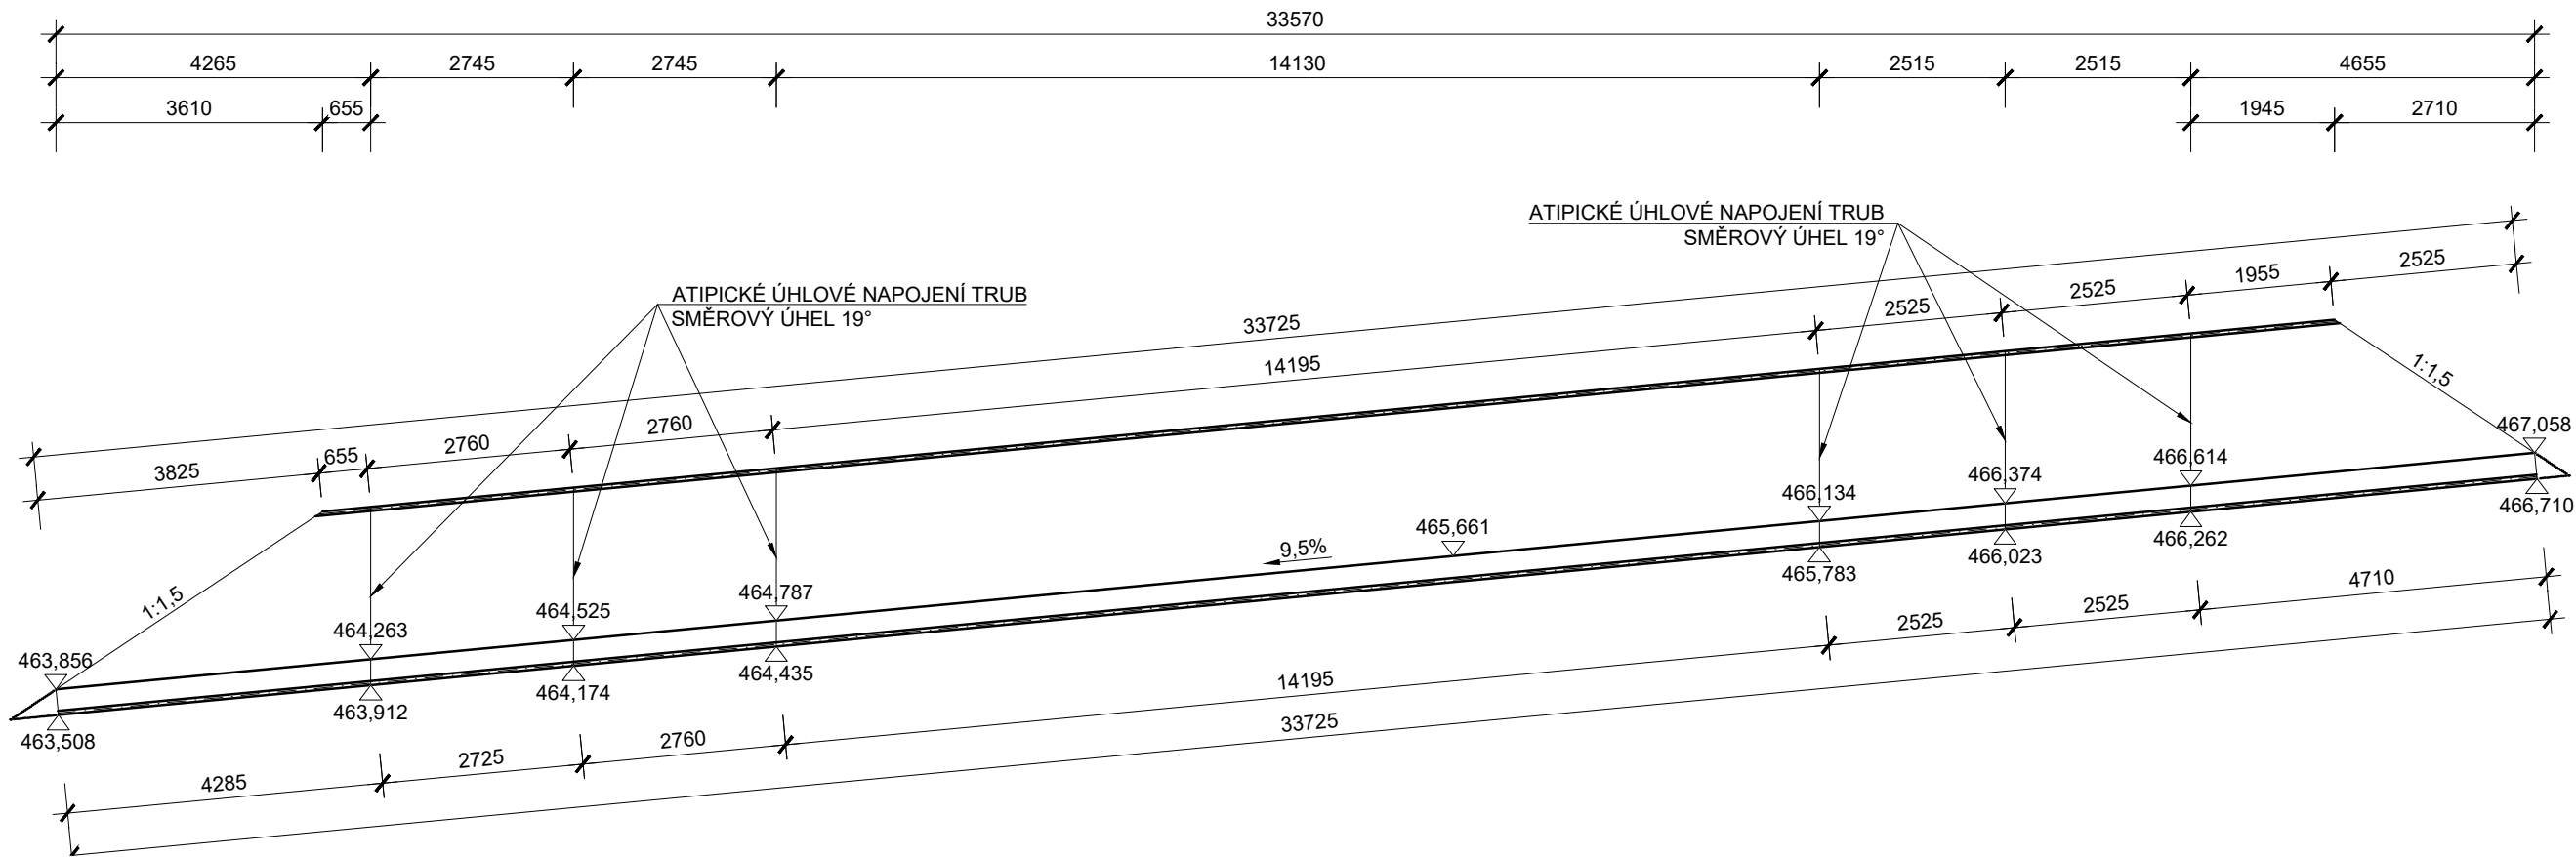 33570
4265 2745 2745 14130 2515 2515 4655
3610 655 1945 2710
ATIPICKÉ ÚHLOVÉ NAPOJENÍ TRUB
SMĚROVÝ ÚHEL 19°
ATIPICKÉ ÚHLOVÉ NAPOJENÍ TRUB
SMĚROVÝ ÚHEL 19°
33725
3825 655 2760 2760 14195 2525 2525 1955 2525
1:1,5
1:1,5
9,5%
463,856 464,263 464,525 464,787 465,661 466,134 466,374 466,614 467,058
463,508 463,912 464,174 464,435 465,783 466,023 466,262 466,710
4285 2725 2760 14195 2525 2525 4710
33725